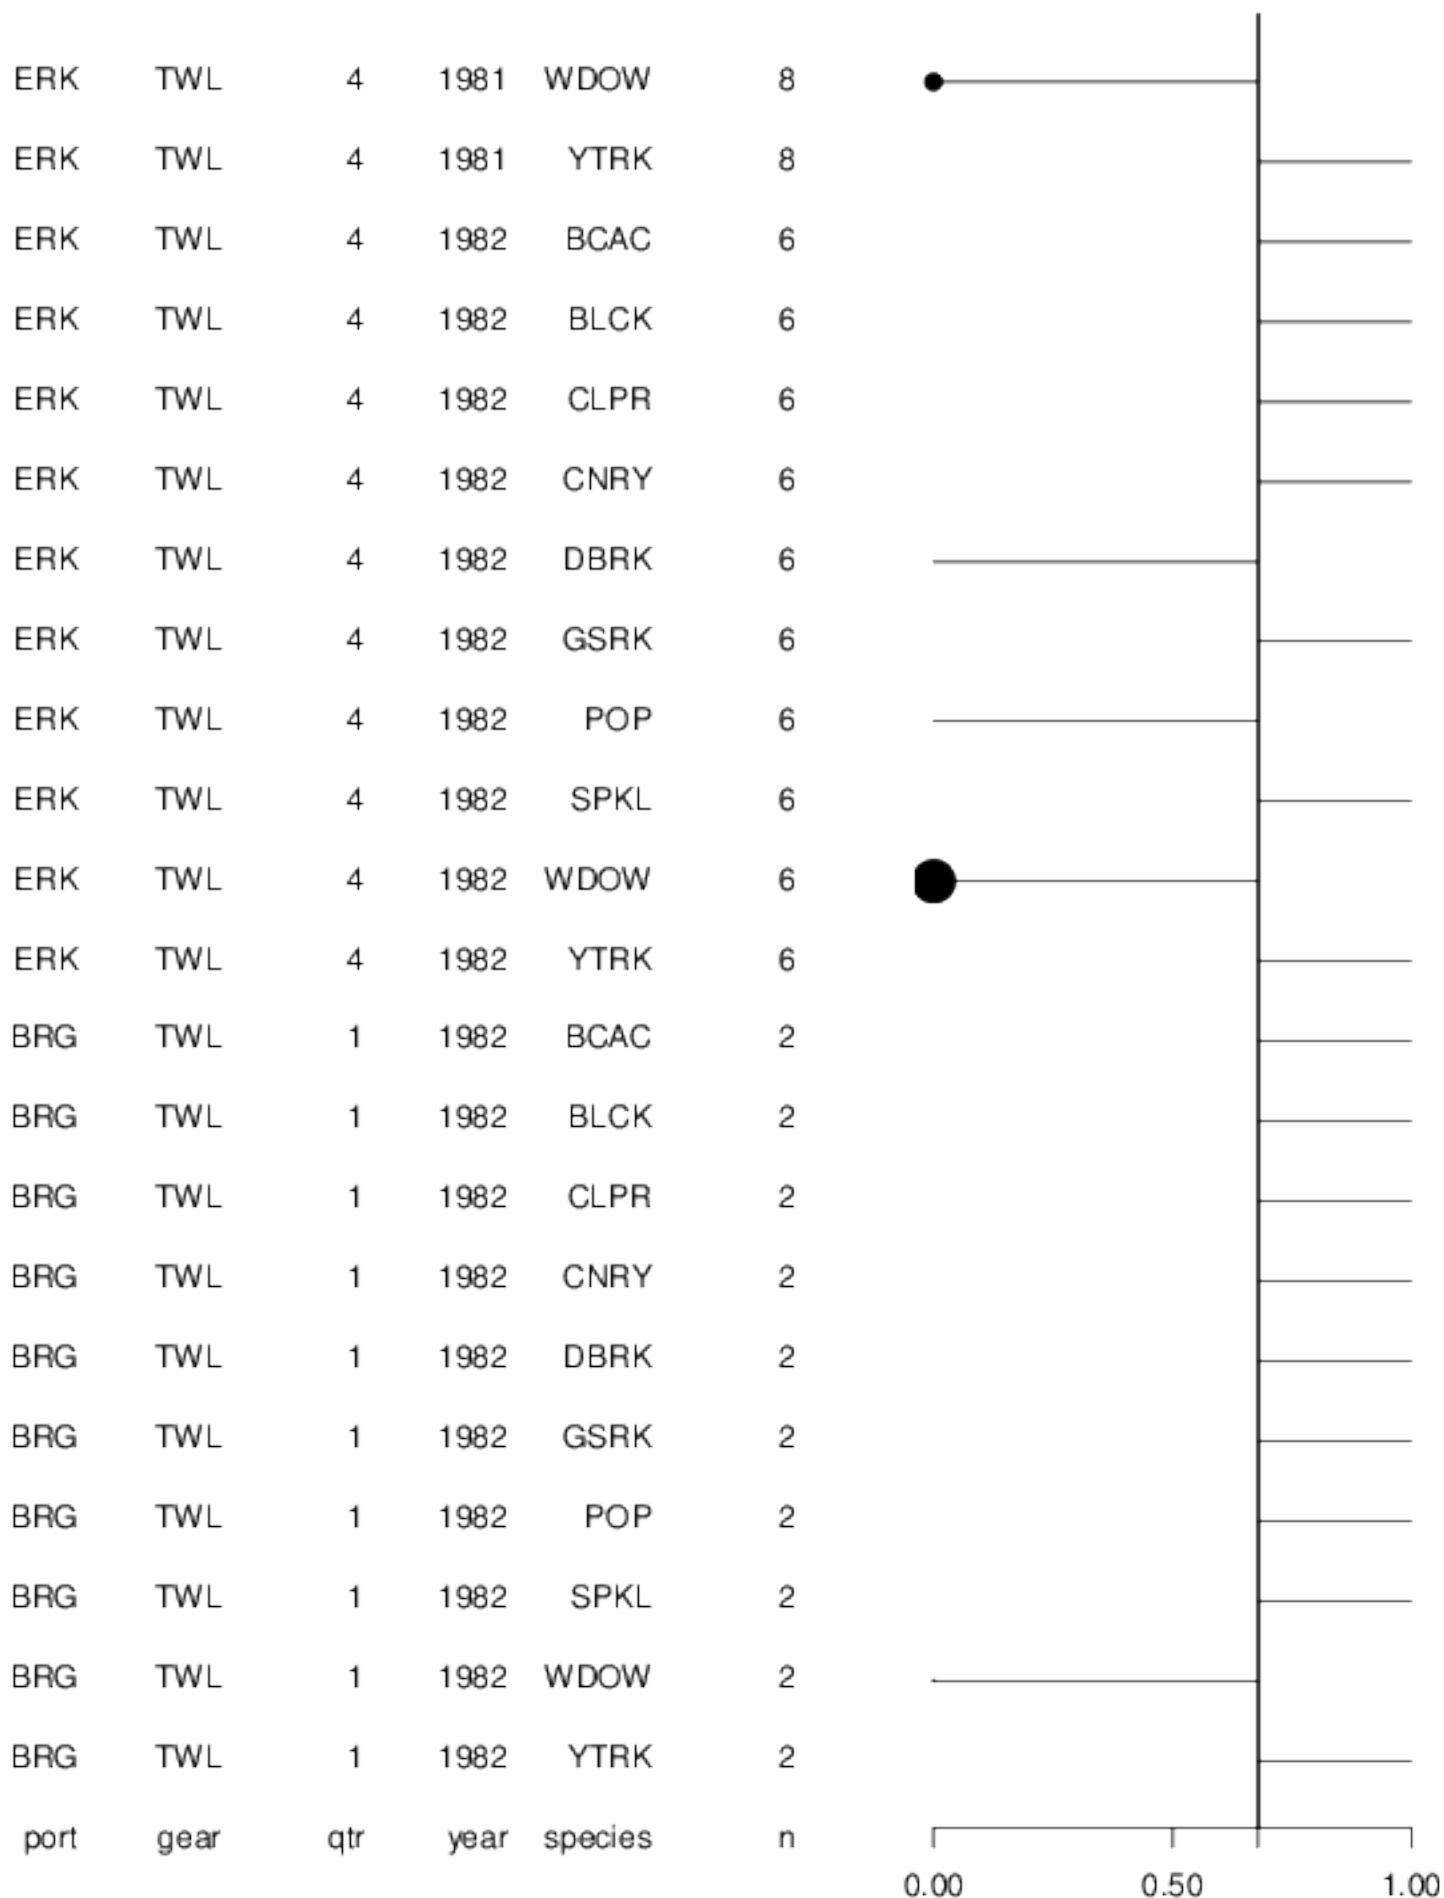 ERK TWL 4 1981 WDOW 8
ERK TWL 4 1981 YTRK 8
ERK TWL 4 1982 BCAC 6
ERK TWL 4 1982 BLCK 6
ERK TWL 4 1982 CLPR 6
ERK TWL 4 1982 CNRY 6
ERK TWL 4 1982 DBRK 6
ERK TWL 4 1982 GSRK 6
ERK TWL 4 1982 POP 6
ERK TWL 4 1982 SPKL 6
ERK TWL 4 1982 WDOW 6
ERK TWL 4 1982 YTRK 6
BRG TWL 1 1982 BCAC 2
BRG TWL 1 1982 BLCK 2
BRG TWL 1 1982 CLPR 2
BRG TWL 1 1982 CNRY 2
BRG TWL 1 1982 DBRK 2
BRG TWL 1 1982 GSRK 2
BRG TWL 1 1982 POP 2
BRG TWL 1 1982 SPKL 2
BRG TWL 1 1982 WDOW 2
BRG TWL 1 1982 YTRK 2
port gear qtr year species n
0.00 0.50 1.00